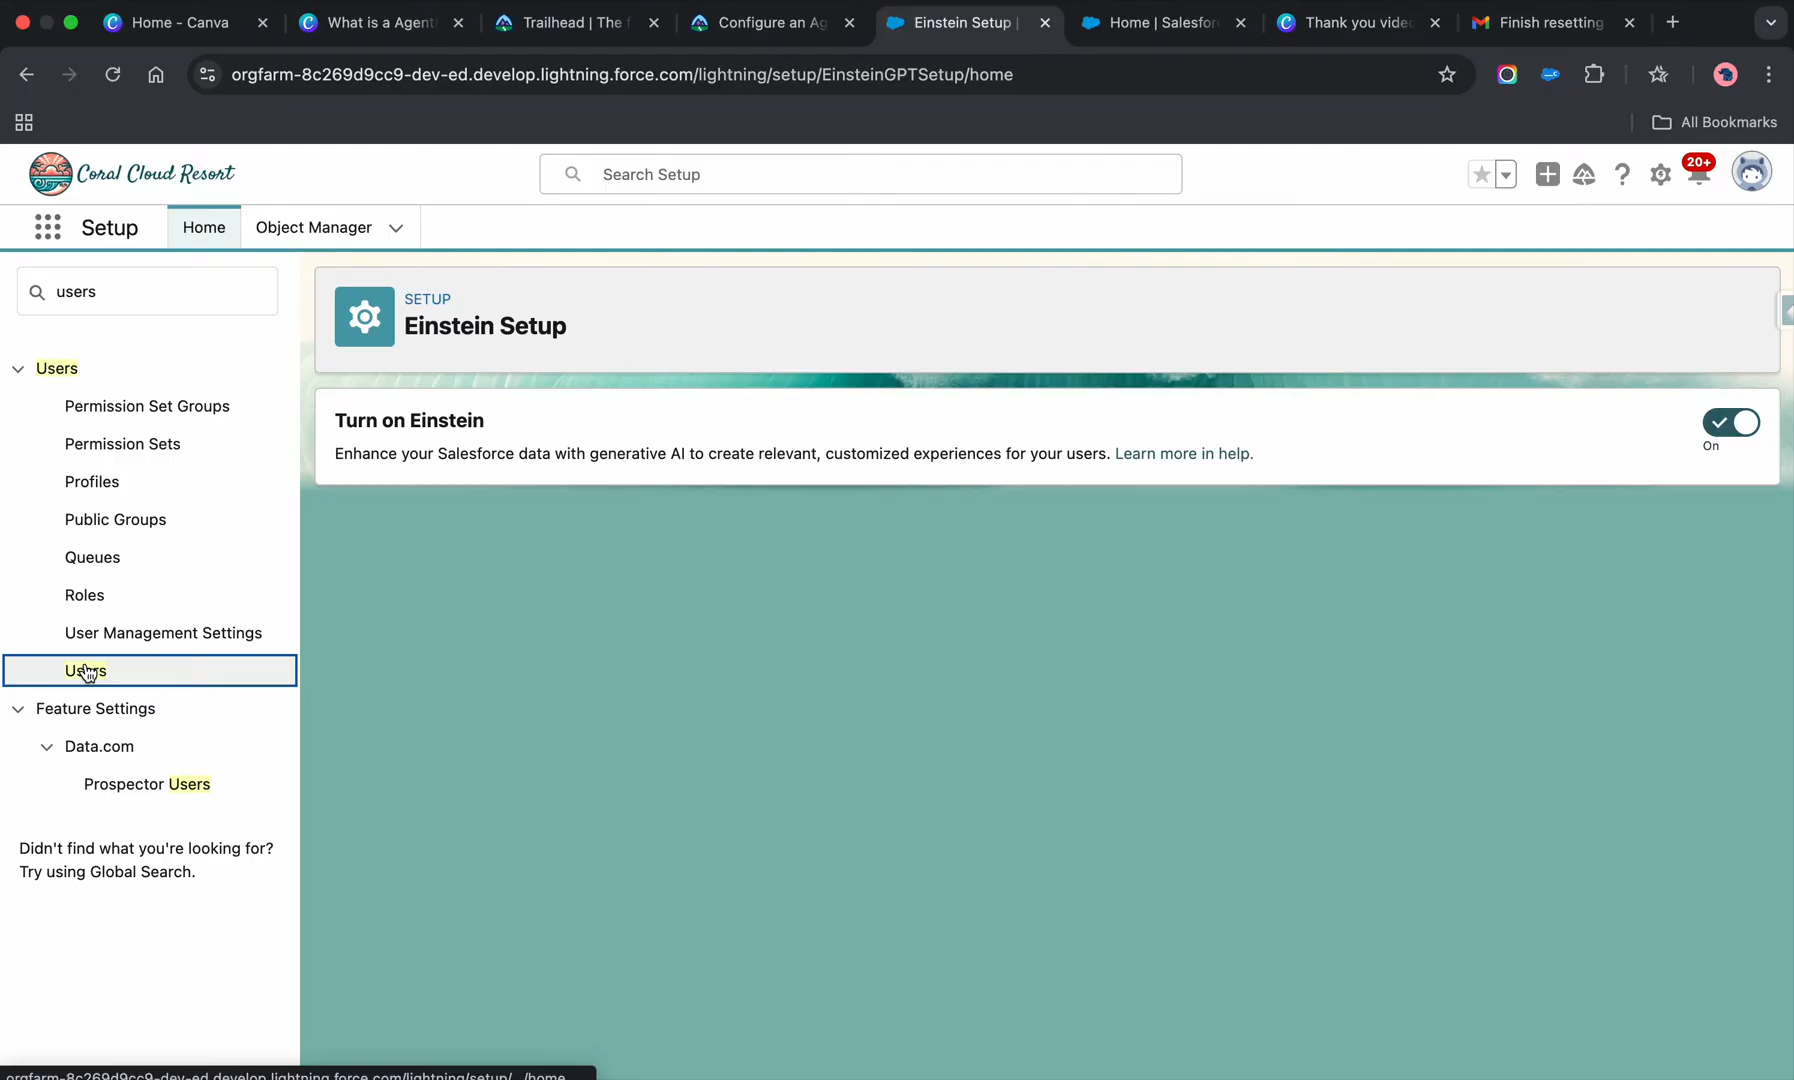 Home - Canva
What is a Agent
Trailhead | The f
Configure an Ag
Einstein Setup |
Home | Salesfor
Thank you vide
Finish resetting
orgfarm-8c269d9cc9-dev-ed.develop.lightning.force.com/lightning/setup/EinsteinGPTSetup/home
All Bookmarks
Coral Cloud Resort
Search Setup
20+
Setup
Home
Object Manager
users
SETUP
Einstein Setup
Users
Permission Set Groups
Permission Sets
Profiles
Public Groups
Queues
Roles
User Management Settings
Users
Feature Settings
Data.com
Prospector Users
Didn't find what you're looking for?
Try using Global Search.
Turn on Einstein
Enhance your Salesforce data with generative AI to create relevant, customized experiences for your users. Learn more in help.
On
orgfarm-8c269d9cc9-dev-ed.develop.lightning.force.com/lightning/setup/.../home